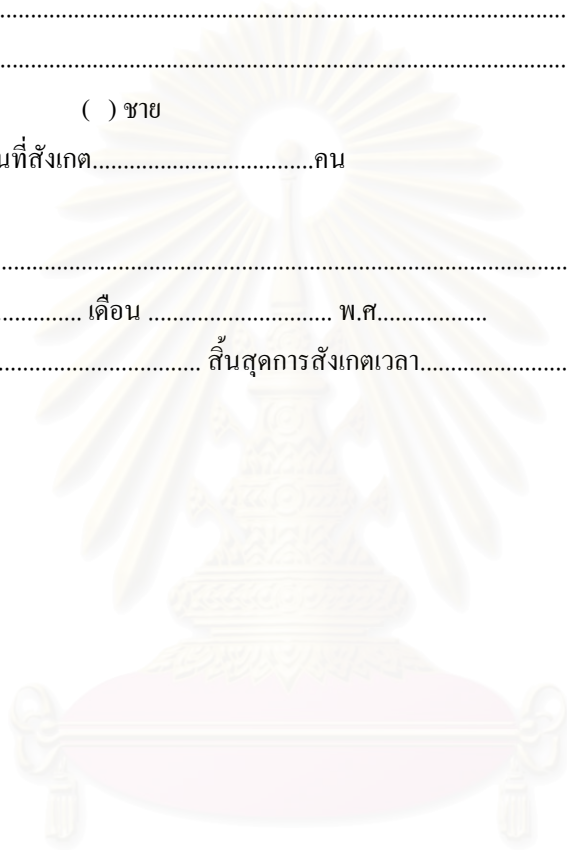 ................................................................................................
................................................................................................
( ) ชาย
นที่สังเกต...................................คน
................................................................................................
.............. เดือน ............................. พ.ศ..................
................................... สิ้นสุดการสังเกตเวลา........................